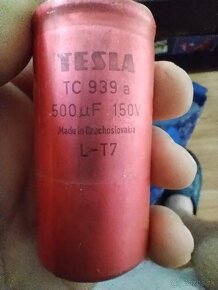 TESLA
TC 939 a
500µF 150V
Made in Czechoslovakia
L-T7